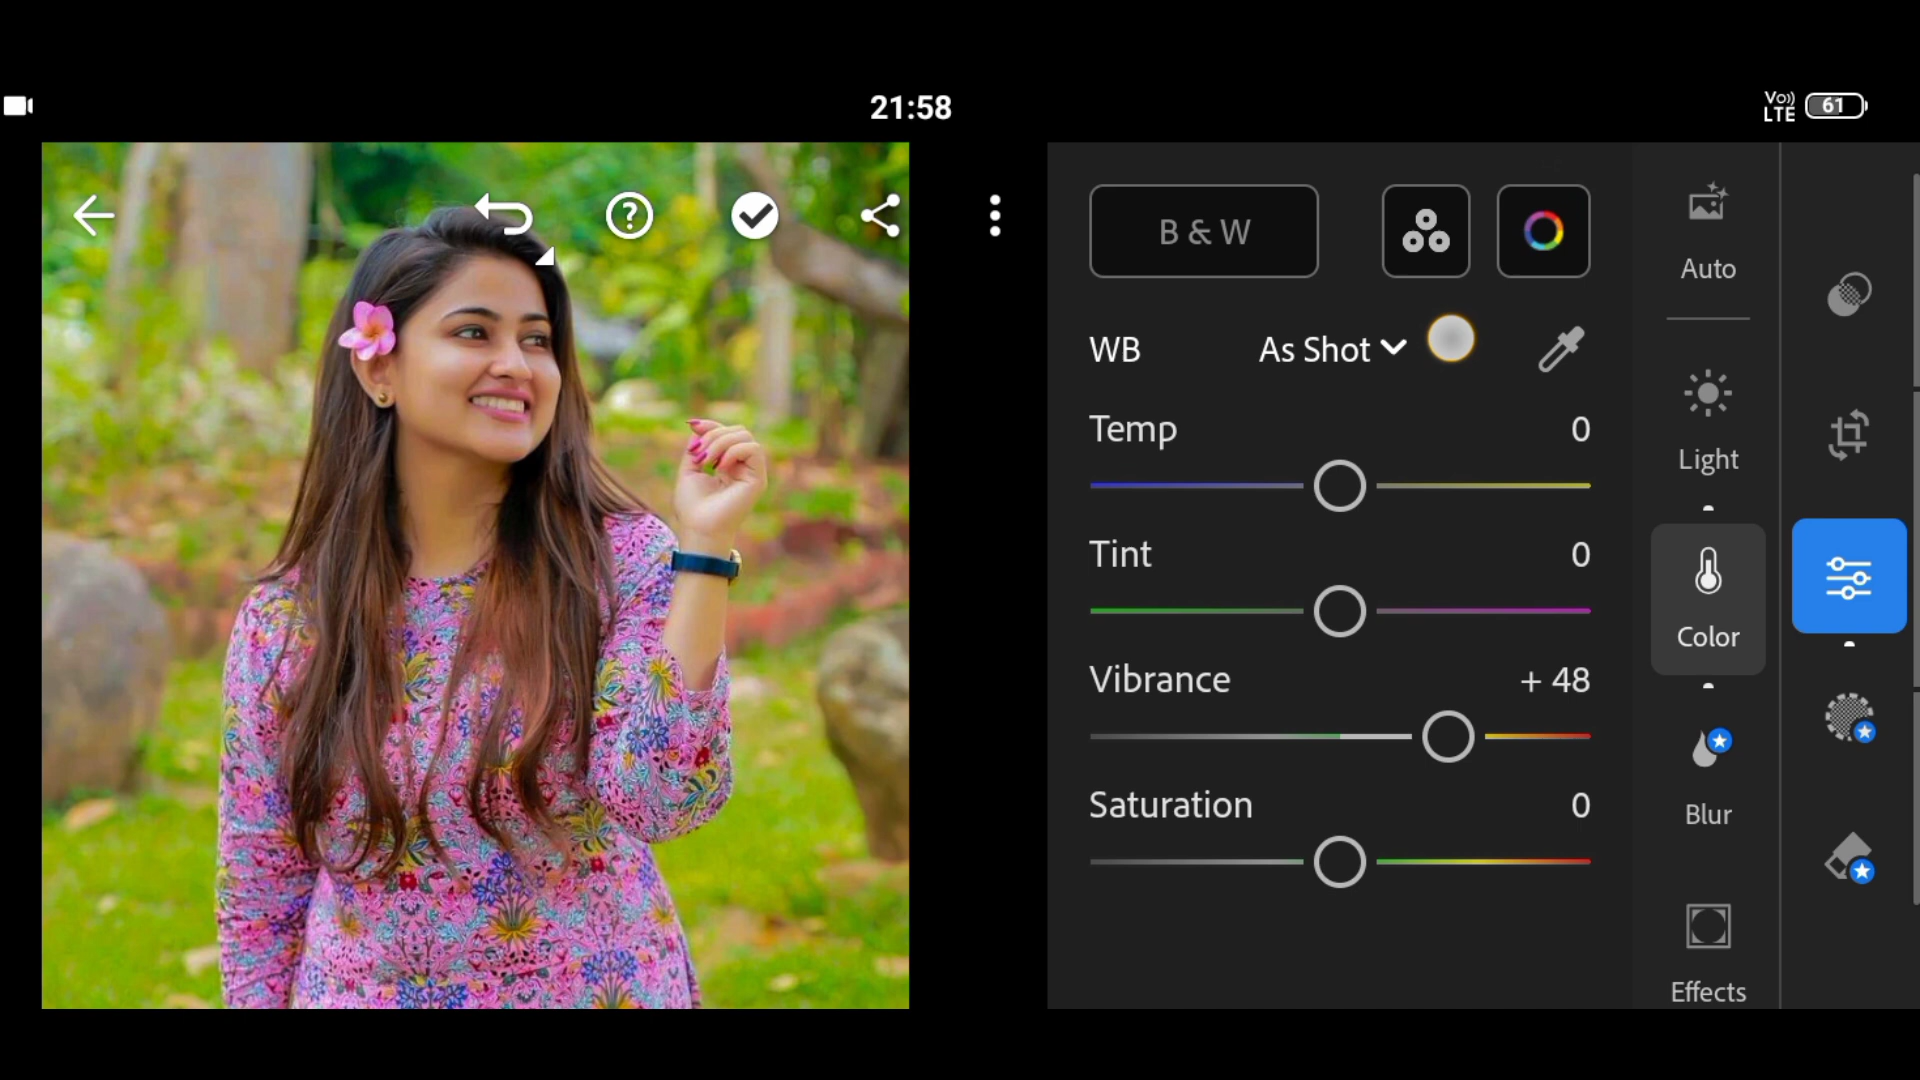 21:58
Vo)) LTE
61
B & W
WB As Shot
Temp 0
Tint 0
Vibrance + 48
Saturation 0
Auto
Light
Color
Blur
Effects